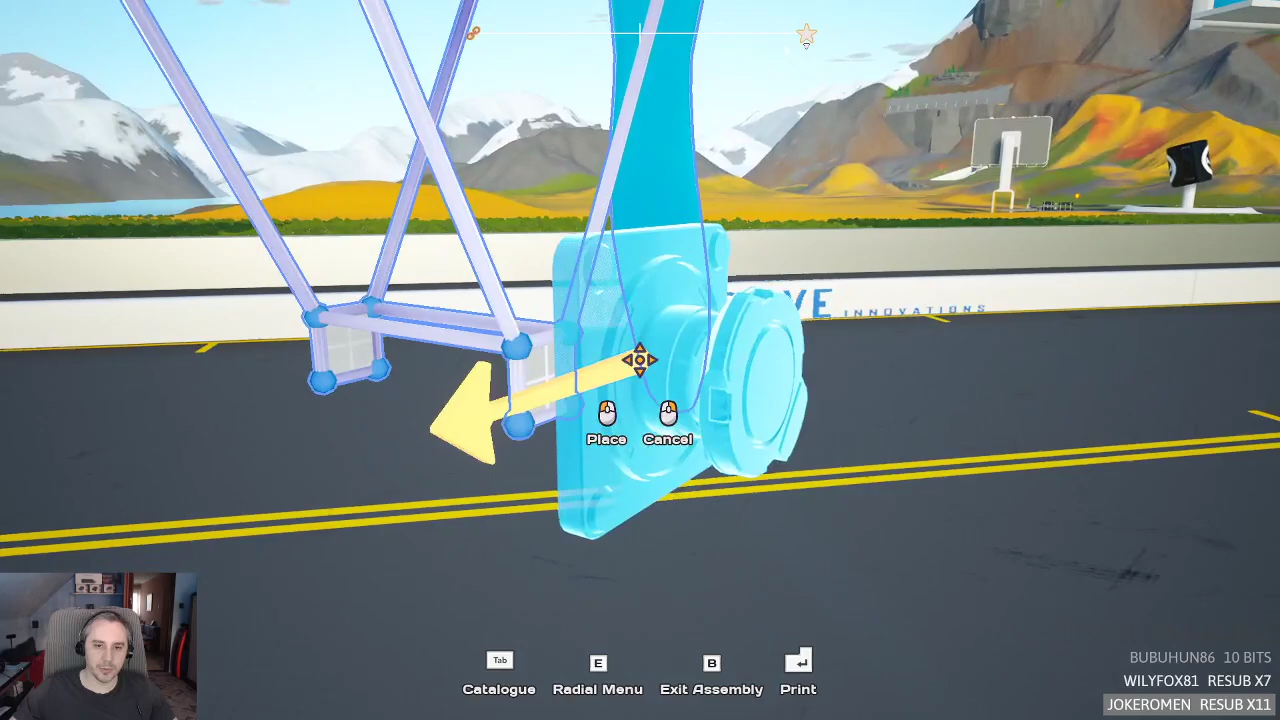 VE INNOVATIONS
Place
Cancel
Tab
E
B
Catalogue
Radial Menu
Exit Assembly
Print
BUBUHUN86 10 BITS
WILYFOX81 RESUB X7
JOKEROMEN RESUB X11